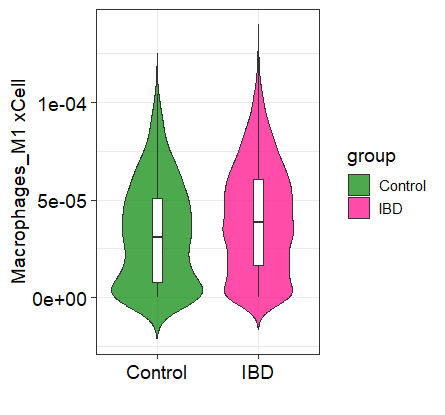 Macrophages_M1 xCell
1e-04
5e-05
0e+00
Control
IBD
group
Control
IBD